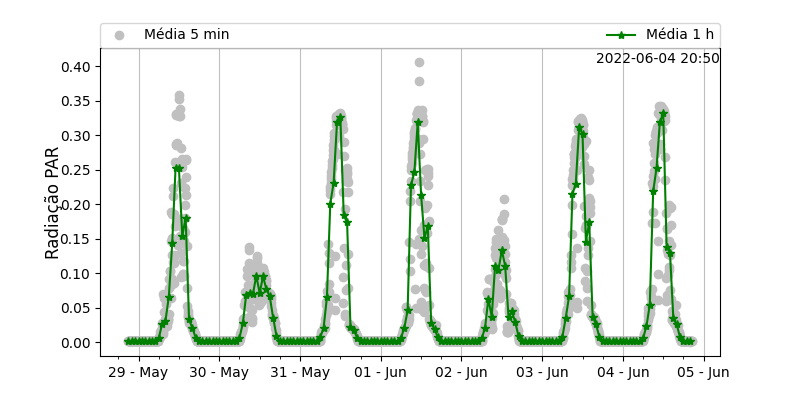 Média 5 min
Média 1 h
2022-06-04 20:50
Radiação PAR
0.40
0.35
0.30
0.25
0.20
0.15
0.10
0.05
0.00
29 - May
30 - May
31 - May
01 - Jun
02 - Jun
03 - Jun
04 - Jun
05 - Jun